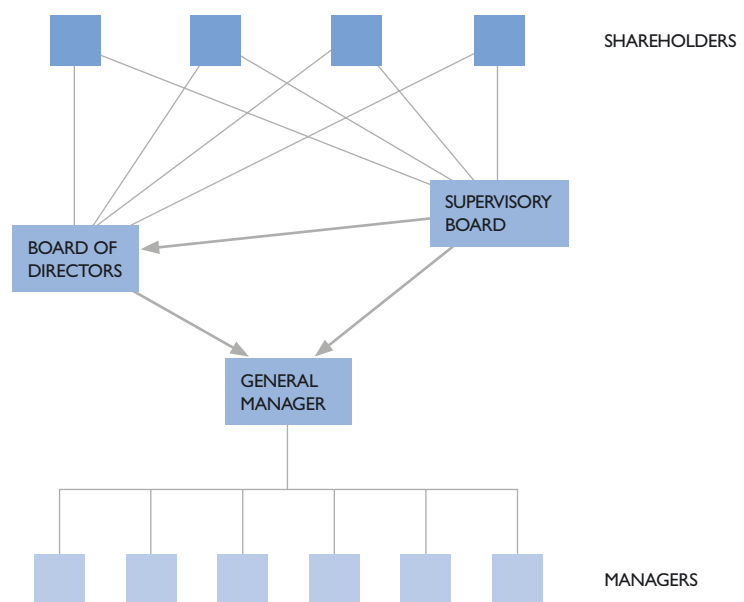 SHAREHOLDERS
SUPERVISORY
BOARD
BOARD OF
DIRECTORS
GENERAL
MANAGER
MANAGERS